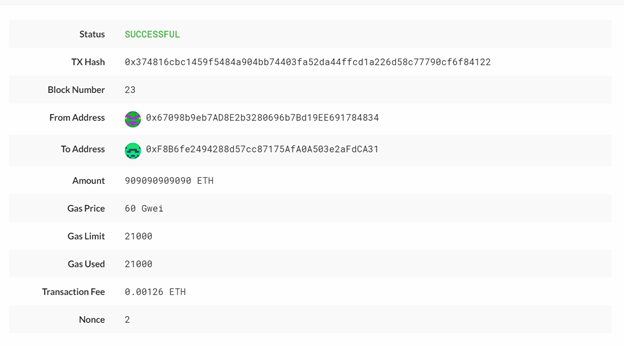 Status SUCCESSFUL
TX Hash 0x374816cbc1459f5484a904bb74403fa52da44ffcd1a226d58c77790cf6f84122
Block Number 23
From Address 0x67098b9eb7AD8E2b3280696b7Bd19EE691784834
To Address 0xF8B6fe2494288d57cc87175AfA0A503e2aFdCA31
Amount 909090909090 ETH
Gas Price 60 Gwei
Gas Limit 21000
Gas Used 21000
Transaction Fee 0.00126 ETH
Nonce 2